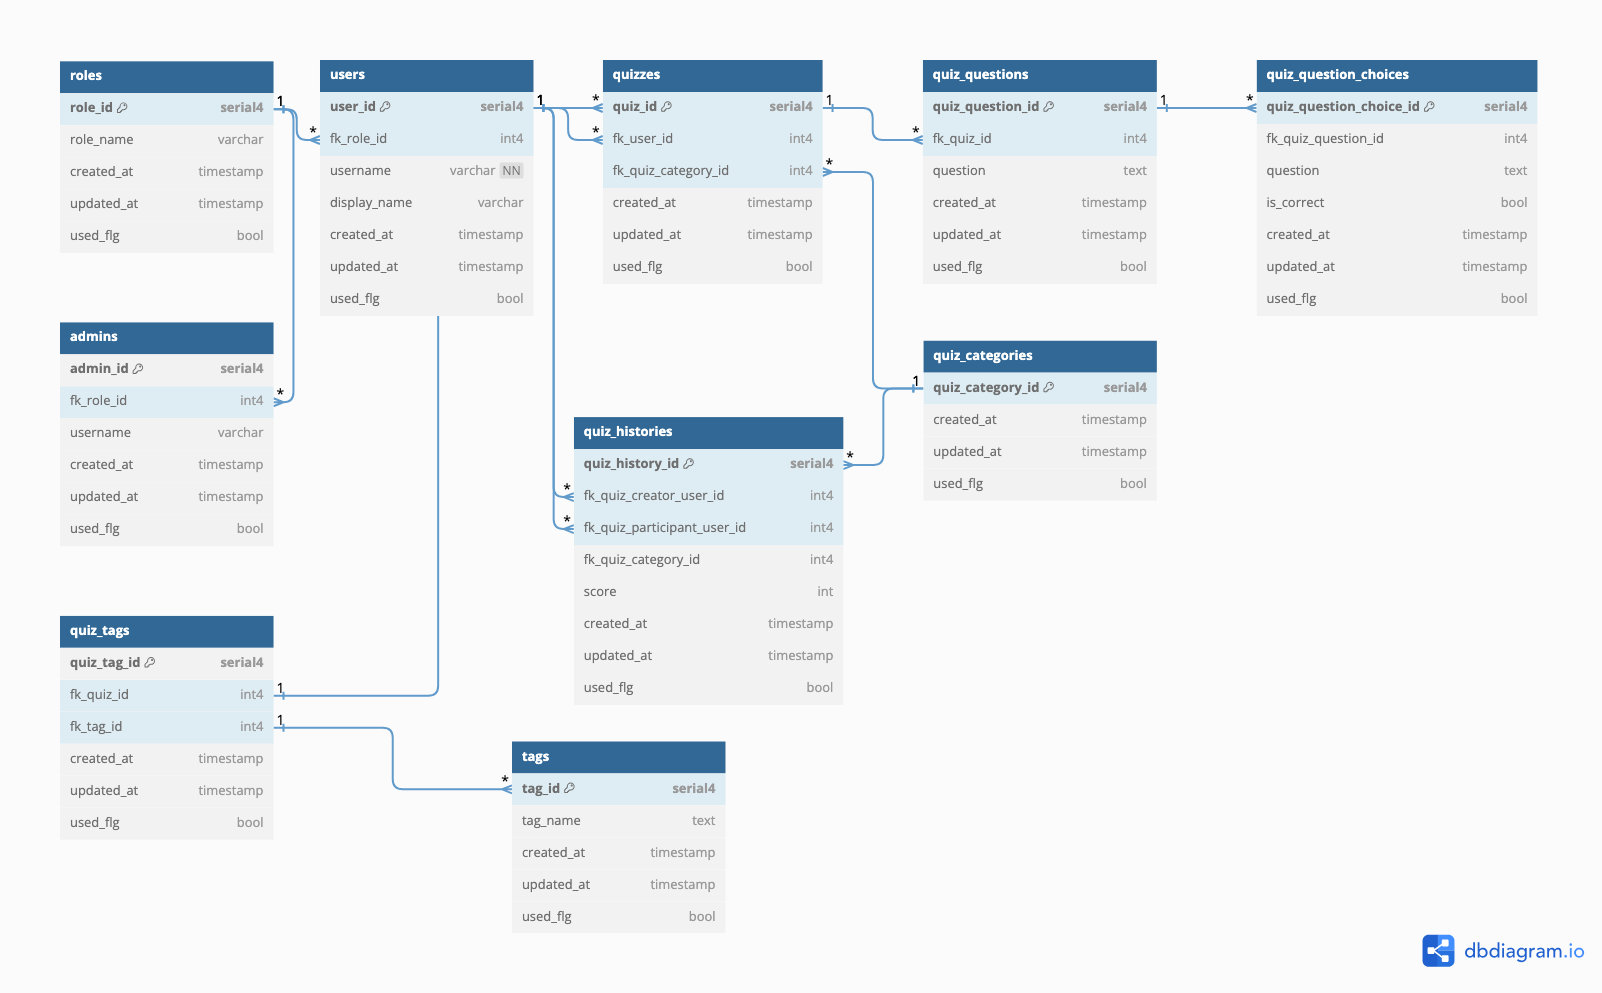 roles
role_id serial4
role_name varchar
created_at timestamp
updated_at timestamp
used_flg bool
1
users
user_id serial4
fk_role_id int4
username varchar NN
display_name varchar
created_at timestamp
updated_at timestamp
used_flg bool
*
1
quizzes
quiz_id serial4
fk_user_id int4
fk_quiz_category_id int4
created_at timestamp
updated_at timestamp
used_flg bool
*
*
1
*
quiz_questions
quiz_question_id serial4
fk_quiz_id int4
question text
created_at timestamp
updated_at timestamp
used_flg bool
*
1
quiz_question_choices
quiz_question_choice_id serial4
fk_quiz_question_id int4
question text
is_correct bool
created_at timestamp
updated_at timestamp
used_flg bool
*
admins
admin_id serial4
fk_role_id int4
username varchar
created_at timestamp
updated_at timestamp
used_flg bool
*
quiz_categories
quiz_category_id serial4
created_at timestamp
updated_at timestamp
used_flg bool
1
quiz_histories
quiz_history_id serial4
fk_quiz_creator_user_id int4
fk_quiz_participant_user_id int4
fk_quiz_category_id int4
score int
created_at timestamp
updated_at timestamp
used_flg bool
*
*
*
quiz_tags
quiz_tag_id serial4
fk_quiz_id int4
fk_tag_id int4
created_at timestamp
updated_at timestamp
used_flg bool
1
1
tags
tag_id serial4
tag_name text
created_at timestamp
updated_at timestamp
used_flg bool
*
dbdiagram.io